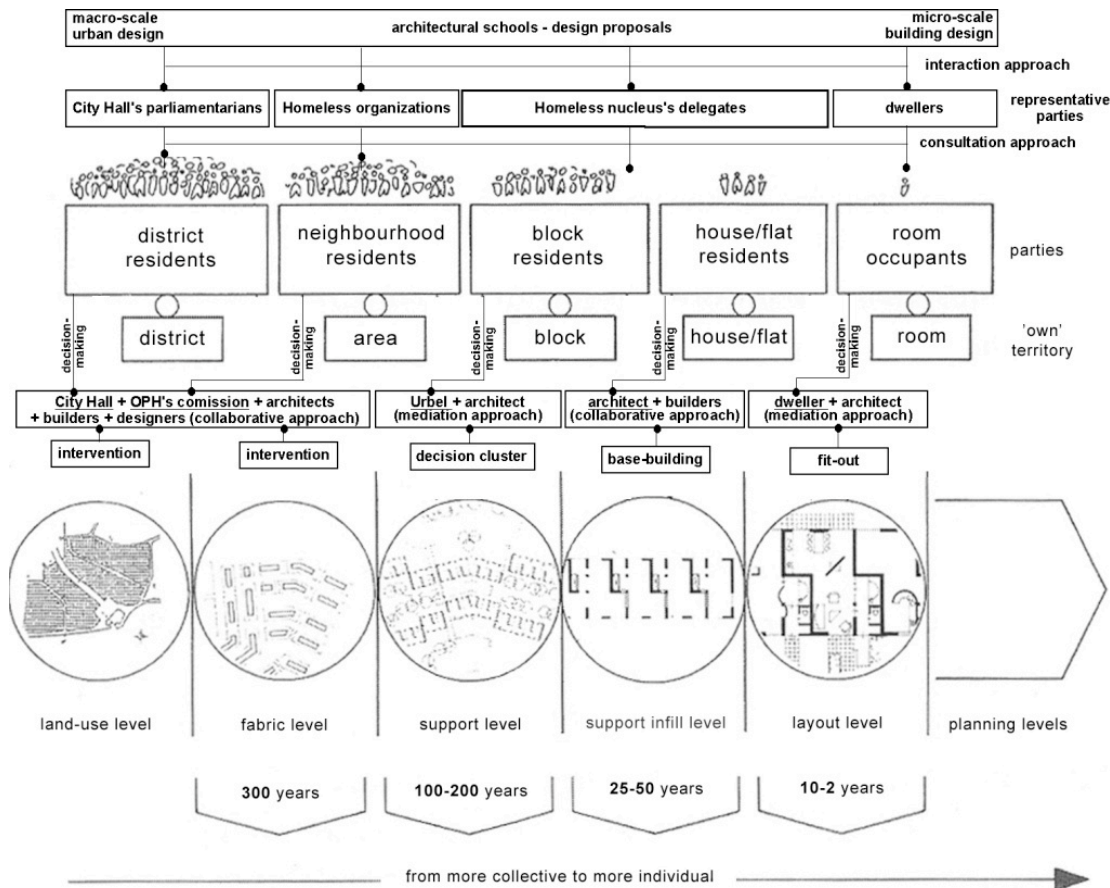 macro-scale
urban design
architectural schools - design proposals
micro-scale
building design
interaction approach
City Hall's parliamentarians
Homeless organizations
Homeless nucleus's delegates
dwellers
representative
parties
consultation approach
district
residents
neighbourhood
residents
block
residents
house/flat
residents
room
occupants
parties
decision-
making
district
decision-
making
area
decision-
making
block
decision-
making
house/flat
decision-
making
room
'own'
territory
City Hall + OPH's comission + architects
+ builders + designers (collaborative approach)
Urbel + architect
(mediation approach)
architect + builders
(collaborative approach)
dweller + architect
(mediation approach)
intervention
intervention
decision cluster
base-building
fit-out
land-use level
fabric level
support level
support infill level
layout level
planning levels
300 years
100-200 years
25-50 years
10-2 years
from more collective to more individual